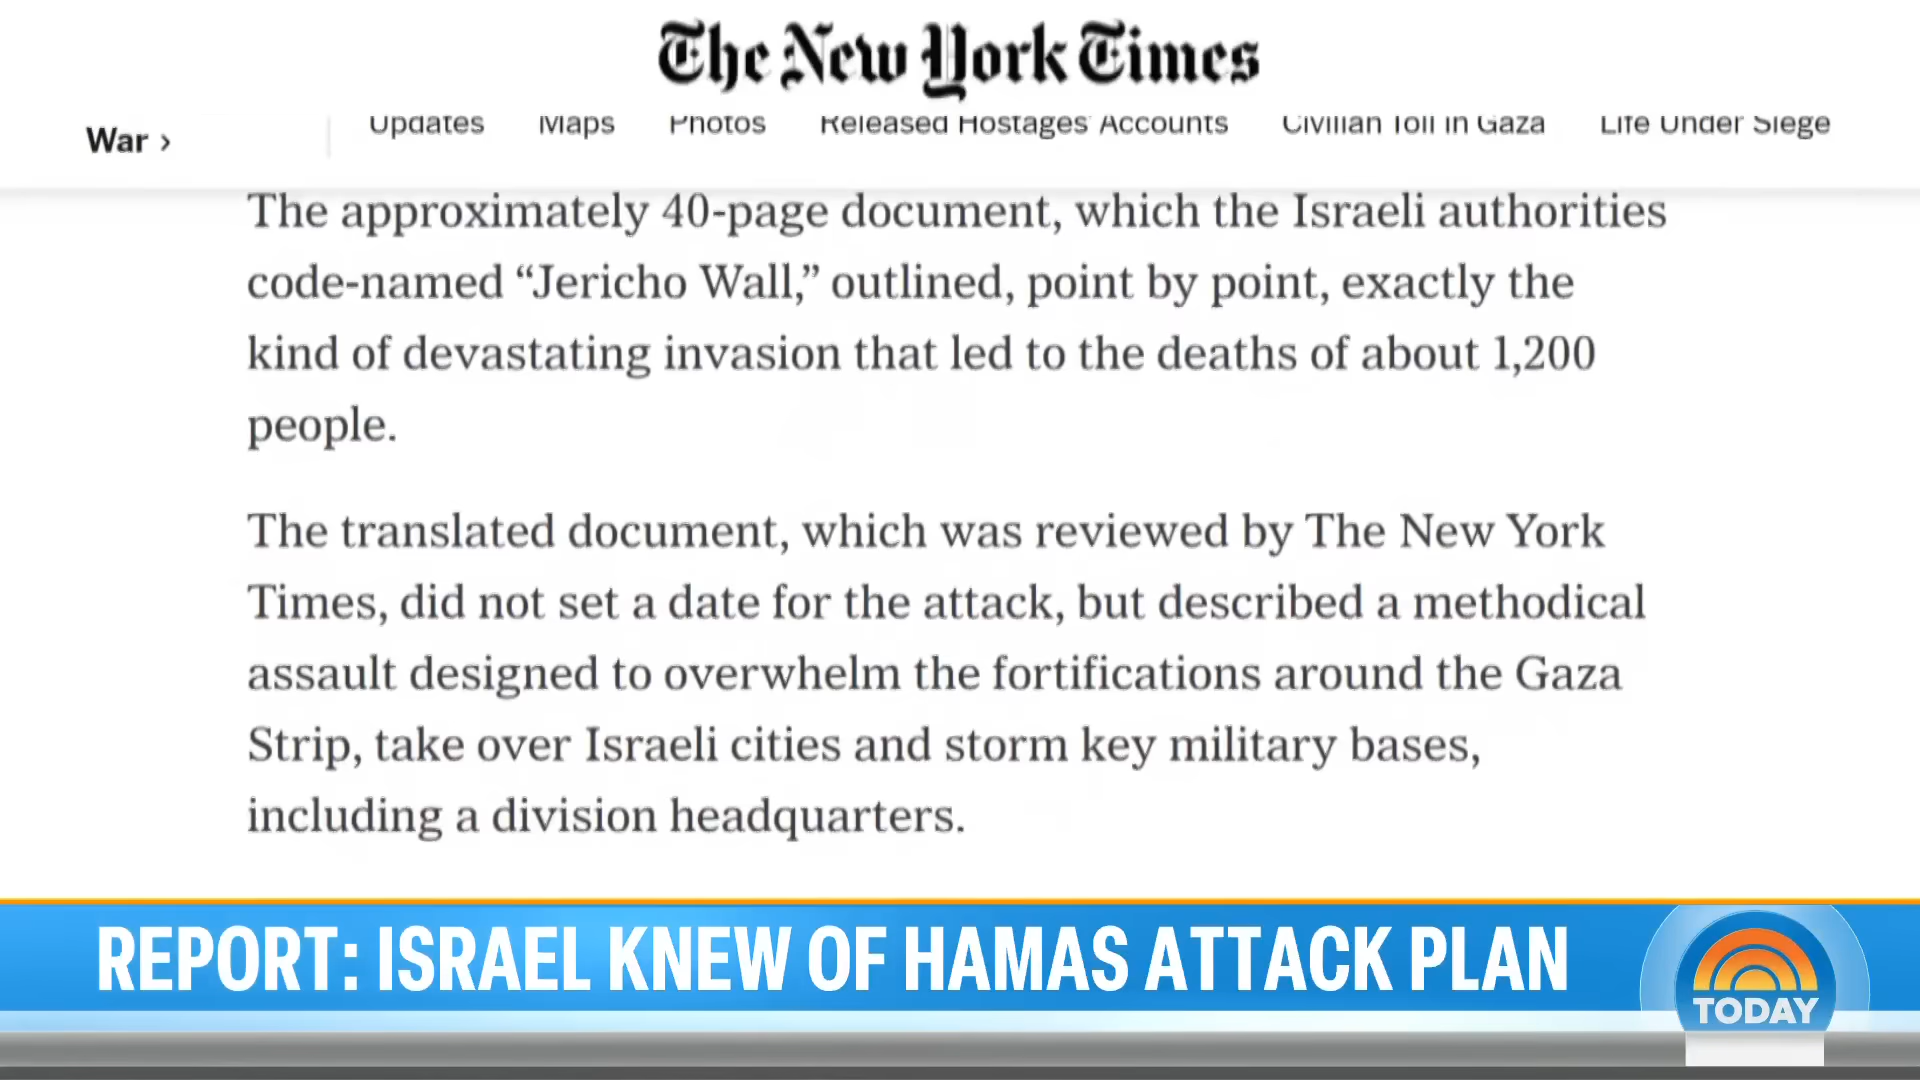 The New York Times
War ›
Updates Maps Photos Released Hostages' Accounts Civilian Toll in Gaza Life Under Siege
The approximately 40-page document, which the Israeli authorities
code-named “Jericho Wall,” outlined, point by point, exactly the
kind of devastating invasion that led to the deaths of about 1,200
people.
The translated document, which was reviewed by The New York
Times, did not set a date for the attack, but described a methodical
assault designed to overwhelm the fortifications around the Gaza
Strip, take over Israeli cities and storm key military bases,
including a division headquarters.
REPORT: ISRAEL KNEW OF HAMAS ATTACK PLAN
TODAY